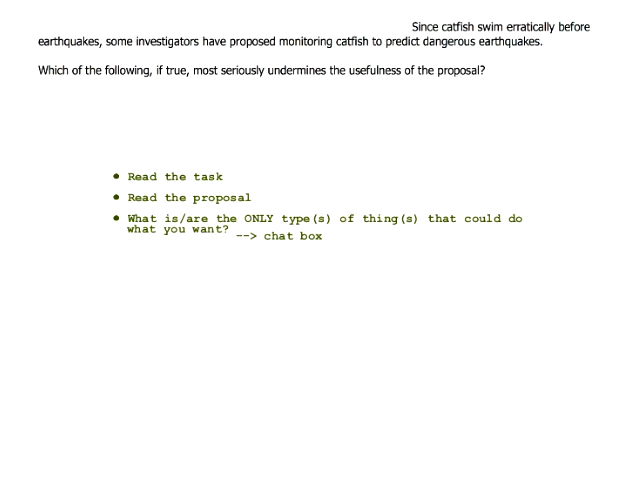 Since catfish swim erratically before
earthquakes, some investigators have proposed monitoring catfish to predict dangerous earthquakes.
Which of the following, if true, most seriously undermines the usefulness of the proposal?
• Read the task
• Read the proposal
• What is/are the ONLY type(s) of thing(s) that could do
what you want?
--> chat box